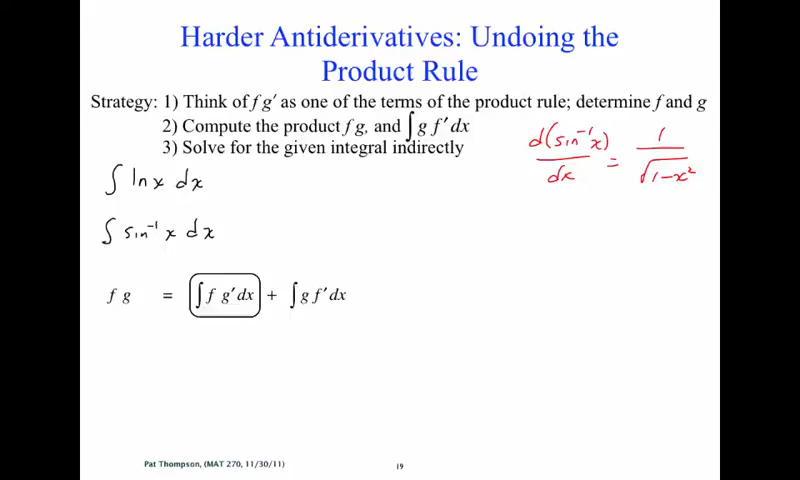 Harder Antiderivatives: Undoing the
Product Rule
Strategy: 1) Think of f g′ as one of the terms of the product rule; determine f and g
2) Compute the product f g, and ∫ g f′ dx
3) Solve for the given integral indirectly
d(sin⁻¹x)/dx = 1/√(1-x²)
∫ ln x dx
∫ sin⁻¹ x dx
f g = ∫ f g′dx + ∫ g f′dx
Pat Thompson, (MAT 270, 11/30/11)
19